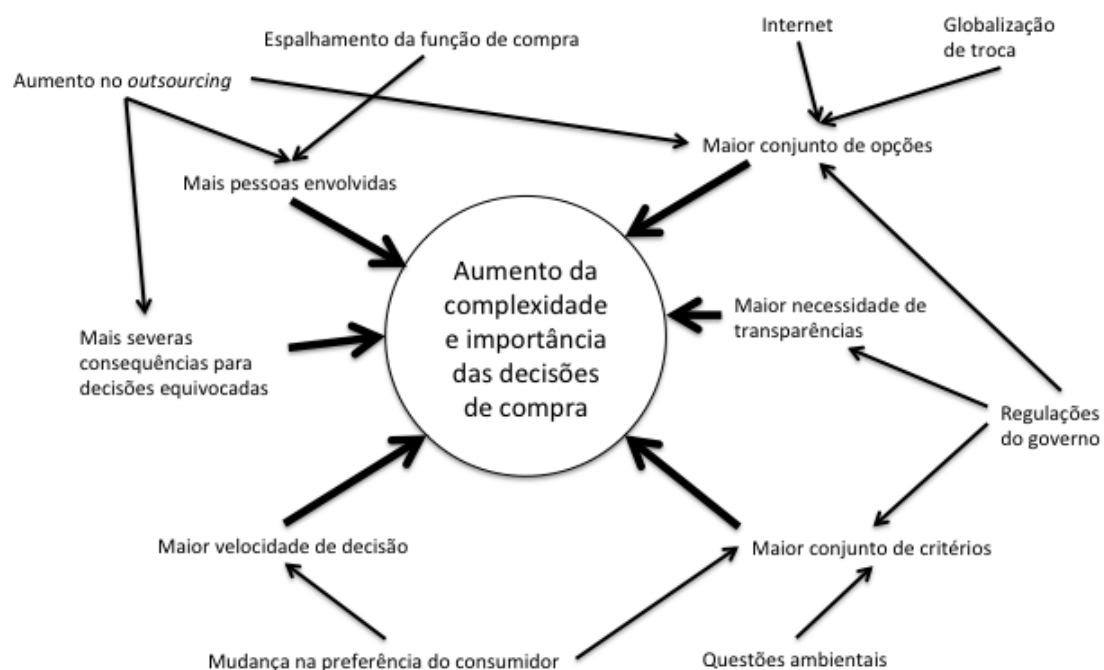 Internet
Globalização
de troca
Espalhamento da função de compra
Aumento no outsourcing
Maior conjunto de opções
Mais pessoas envolvidas
Aumento da
complexidade
e importância
das decisões
de compra
Maior necessidade de
transparências
Mais severas
consequências para
decisões equivocadas
Regulações
do governo
Maior velocidade de decisão
Maior conjunto de critérios
Mudança na preferência do consumidor
Questões ambientais